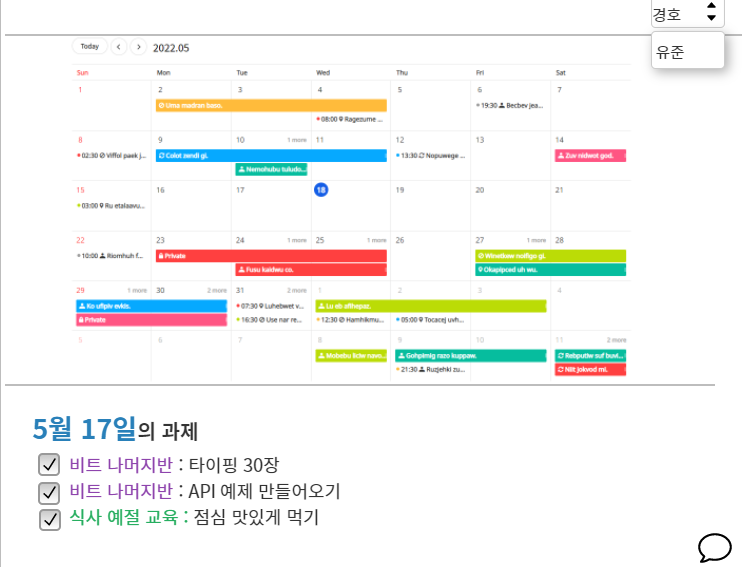 경호
유준
Today 2022.05
Sun Mon Tue Wed Thu Fri Sat
1 2 3 4 5 6 7
Uma madran bass.
08:00 Ragezume ...
19:30 Becbev jea...
8 9 10 1 more 11 12 13 14
02:30 Viffol paek j...
Colot zendi gi.
13:30 Nopuwege ...
Zov nidwot god.
Nemohubu tuludo...
15 16 17 18 19 20 21
03:00 Ru etalaavu...
22 23 24 1 more 25 1 more 26 27 1 more 28
10:00 Riomhuh f...
Private
Winetbew nolfigo gi.
Fusu kaidwu co.
Okapipced uh wu.
29 1 more 30 2 more 31 2 more 1 2 3 4
Ko ufipiv evkis.
07:30 Luhebwet v...
Lu eb affhepaz.
Private
16:30 Use nar re...
12:30 Hamhikmu...
05:00 Tocacej uvh...
5 6 7 8 9 10 11 2 more
Mobebu liciw runo...
Gohpimig razo kuppaw.
Rebputiw suf buvi...
21:30 Ruzjehki zu...
Niit jokvod mi.
5월 17일의 과제
비트 나머지반 : 타이핑 30장
비트 나머지반 : API 예제 만들어오기
식사 예절 교육 : 점심 맛있게 먹기